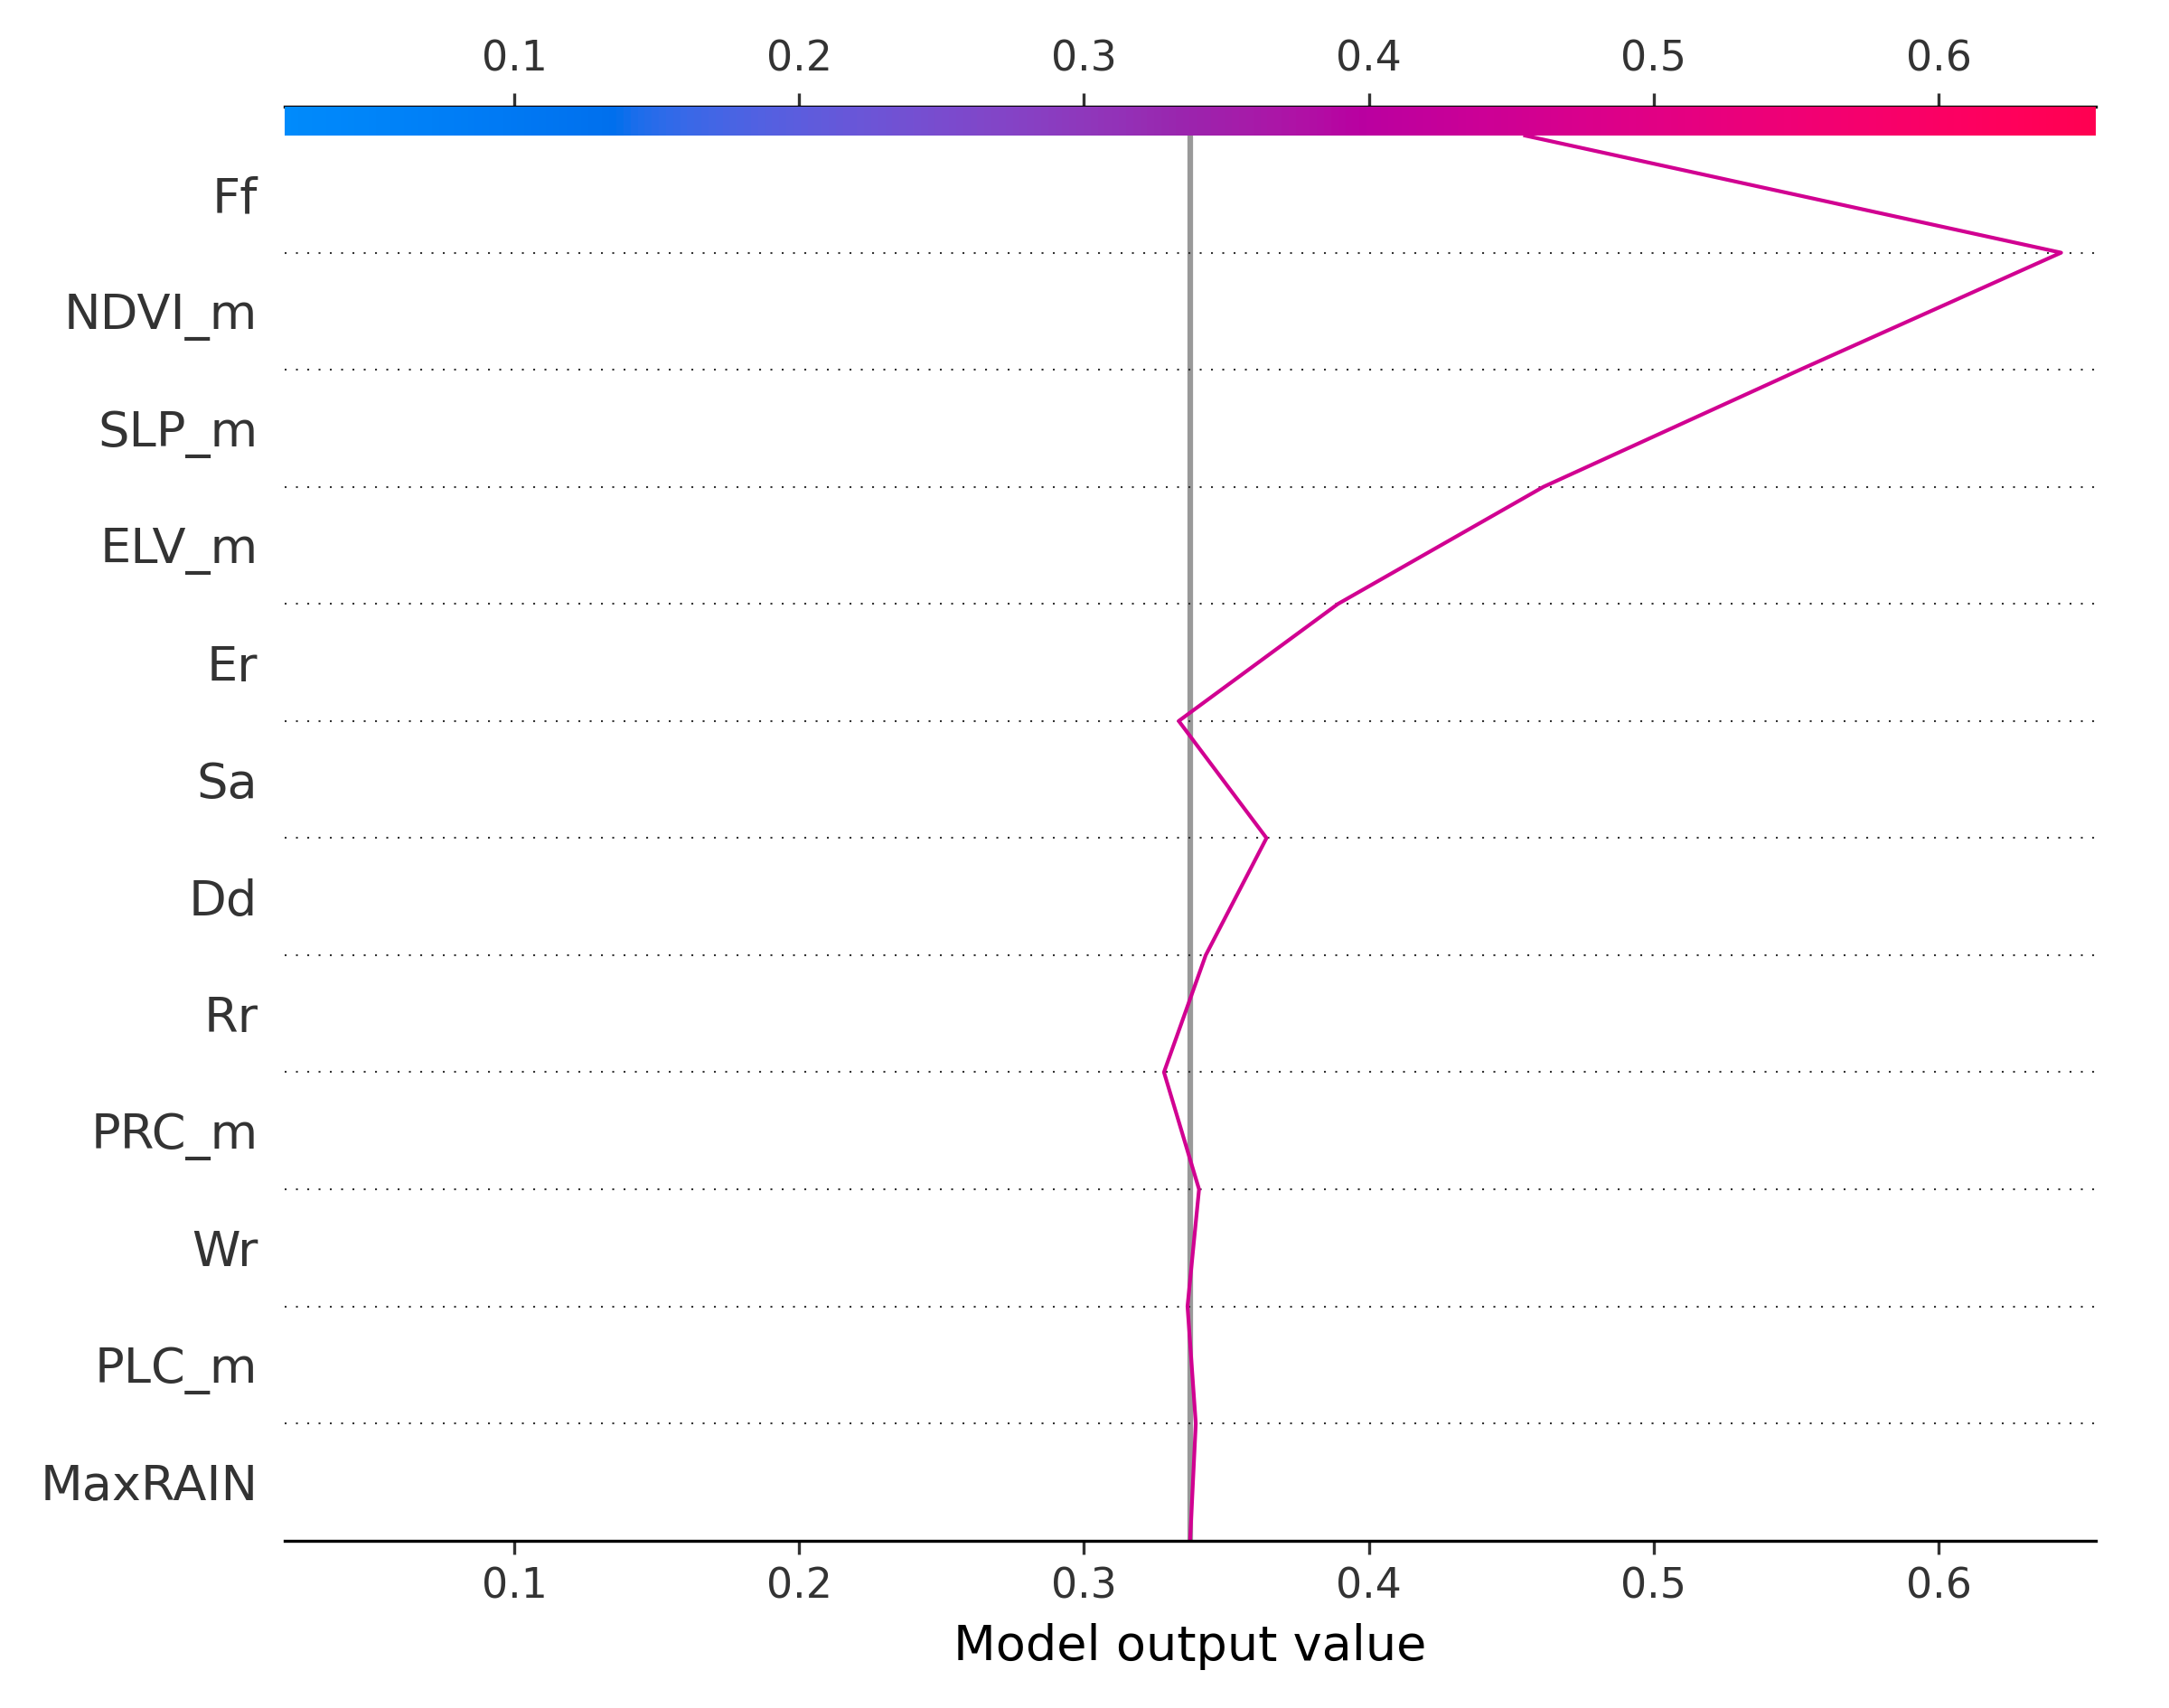 0.1 0.2 0.3 0.4 0.5 0.6
Ff
NDVI_m
SLP_m
ELV_m
Er
Sa
Dd
Rr
PRC_m
Wr
PLC_m
MaxRAIN
0.1 0.2 0.3 0.4 0.5 0.6
Model output value